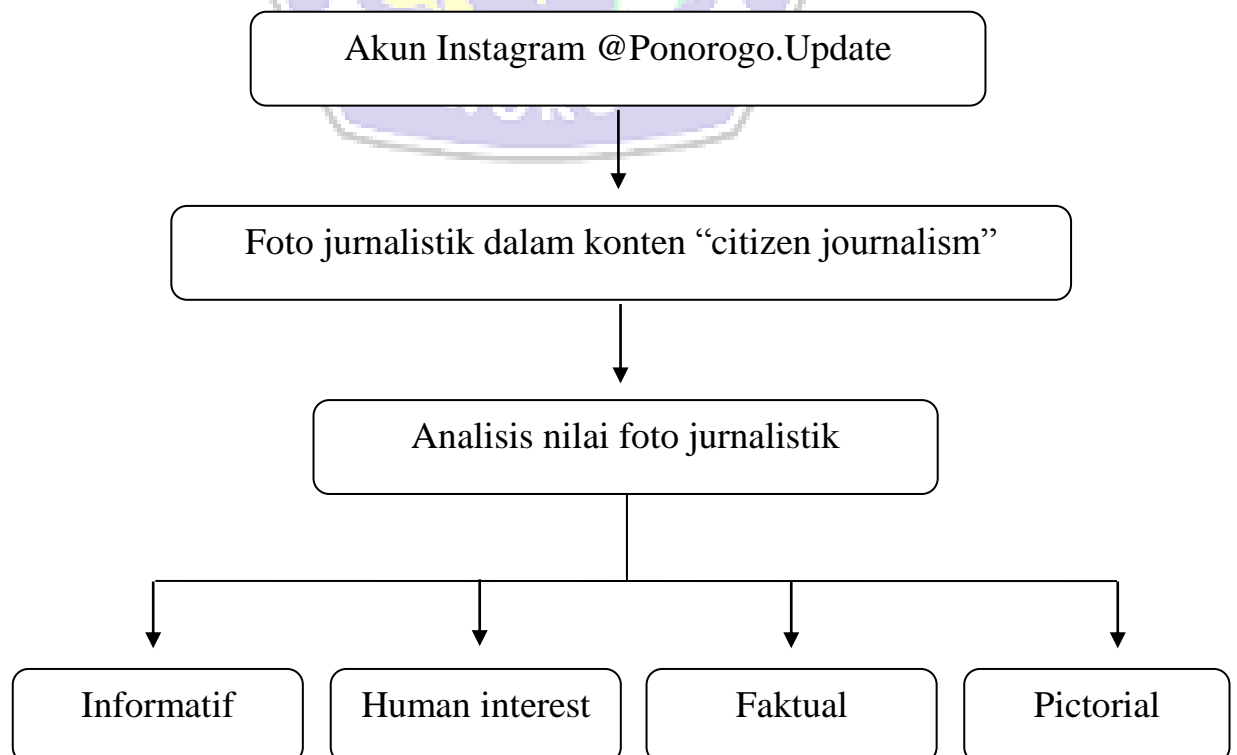 Akun Instagram @Ponorogo.Update
Foto jurnalistik dalam konten “citizen journalism”
Analisis nilai foto jurnalistik
Informatif
Human interest
Faktual
Pictorial